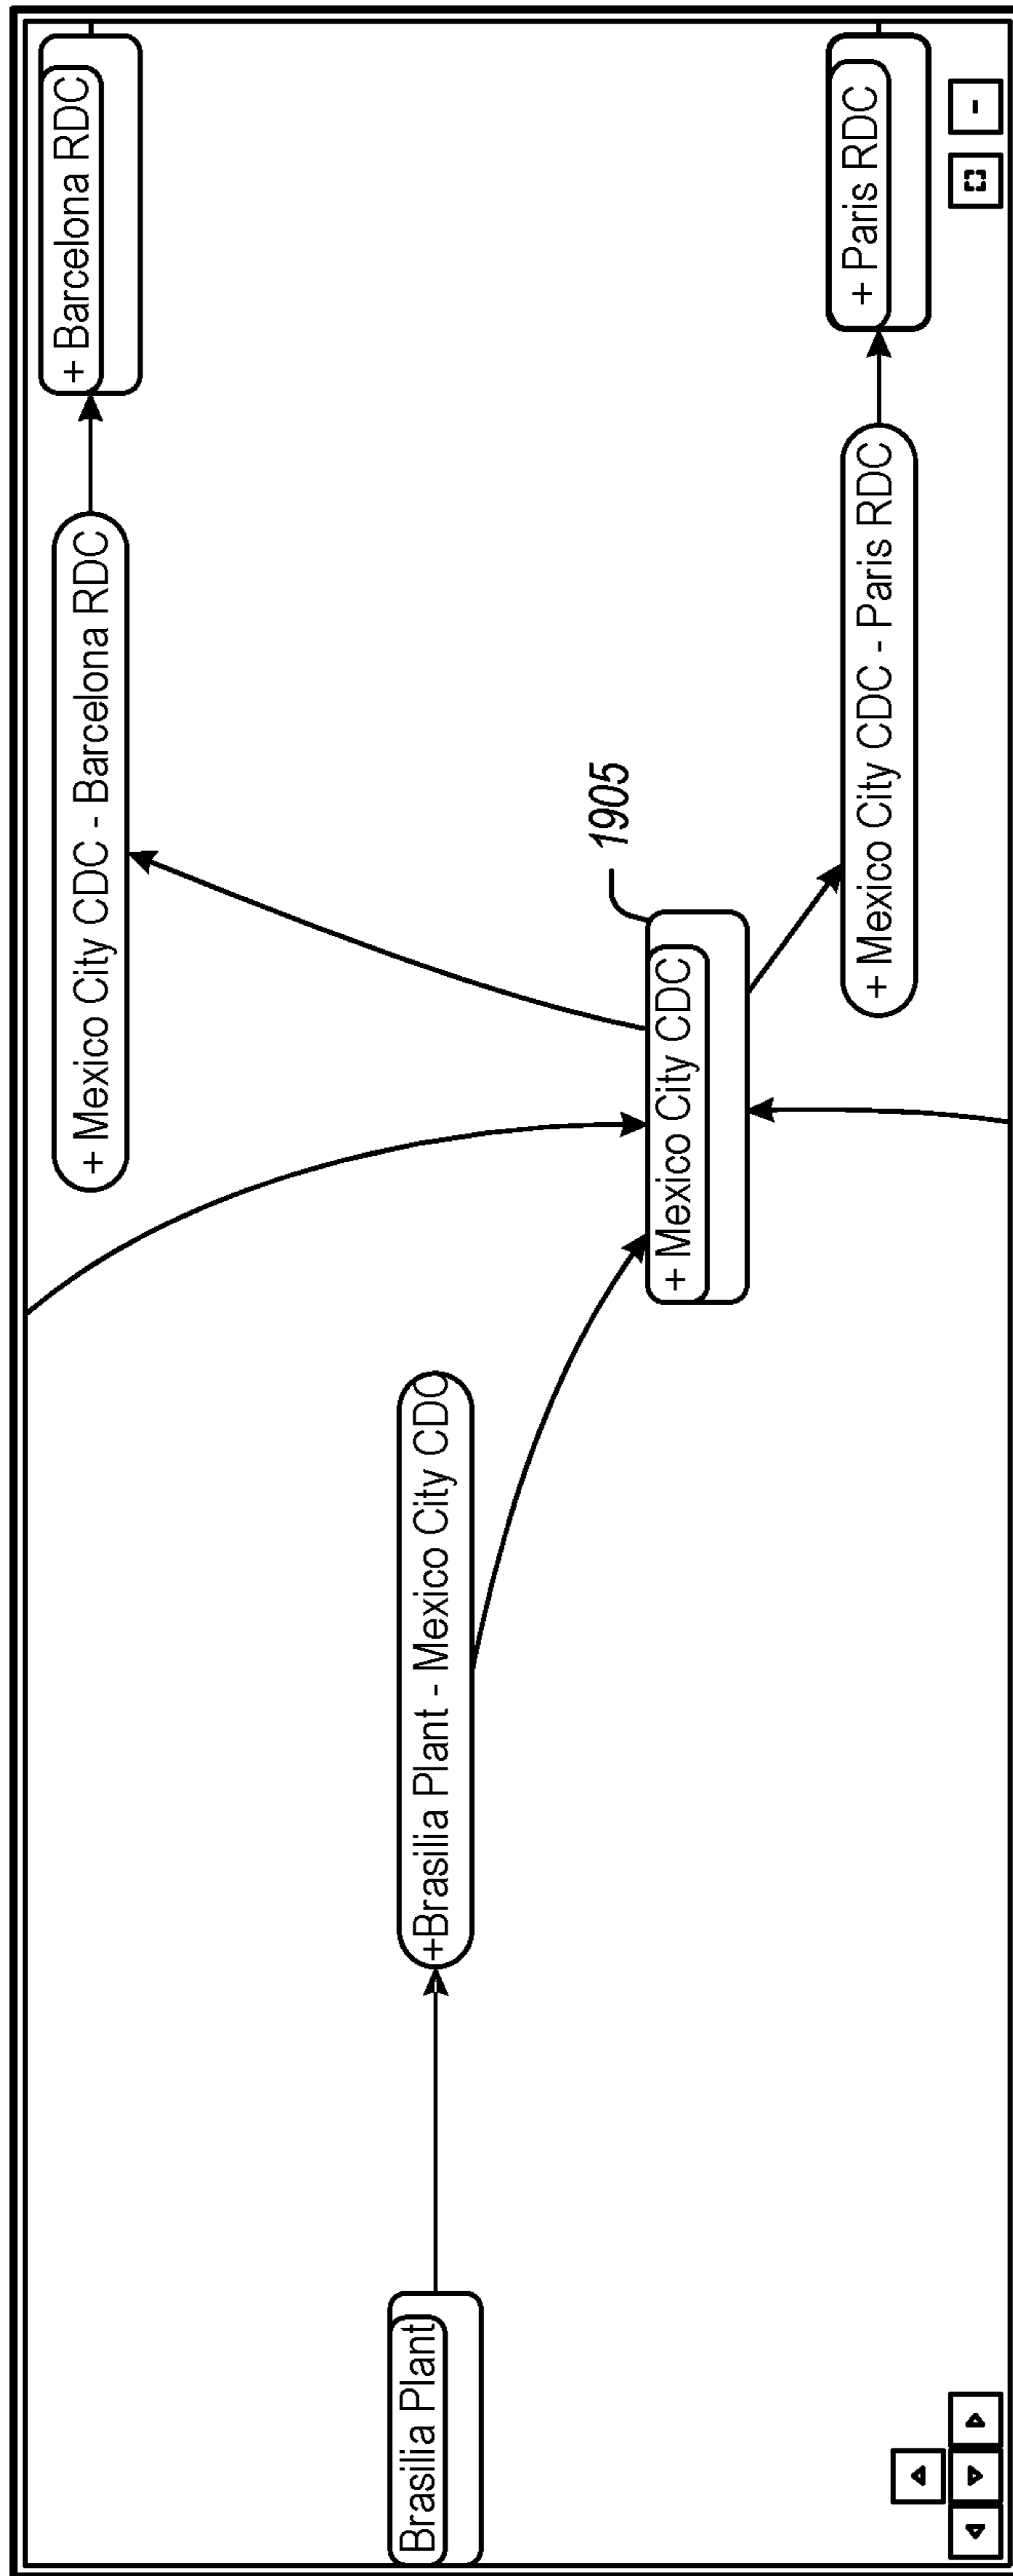 + Mexico City CDC - Barcelona RDC
+ Barcelona RDC
Brasilia Plant
+Brasilia Plant - Mexico City CDC
1905
+ Mexico City CDC
+ Mexico City CDC - Paris RDC
+ Paris RDC
-